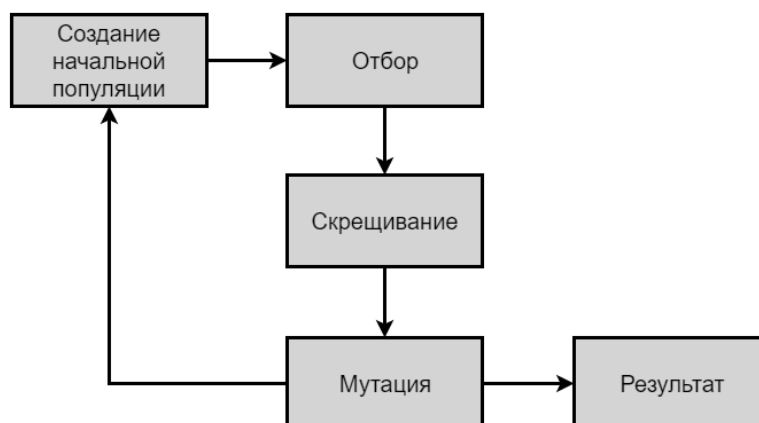 Создание
начальной
популяции
Отбор
Скрещивание
Мутация
Результат